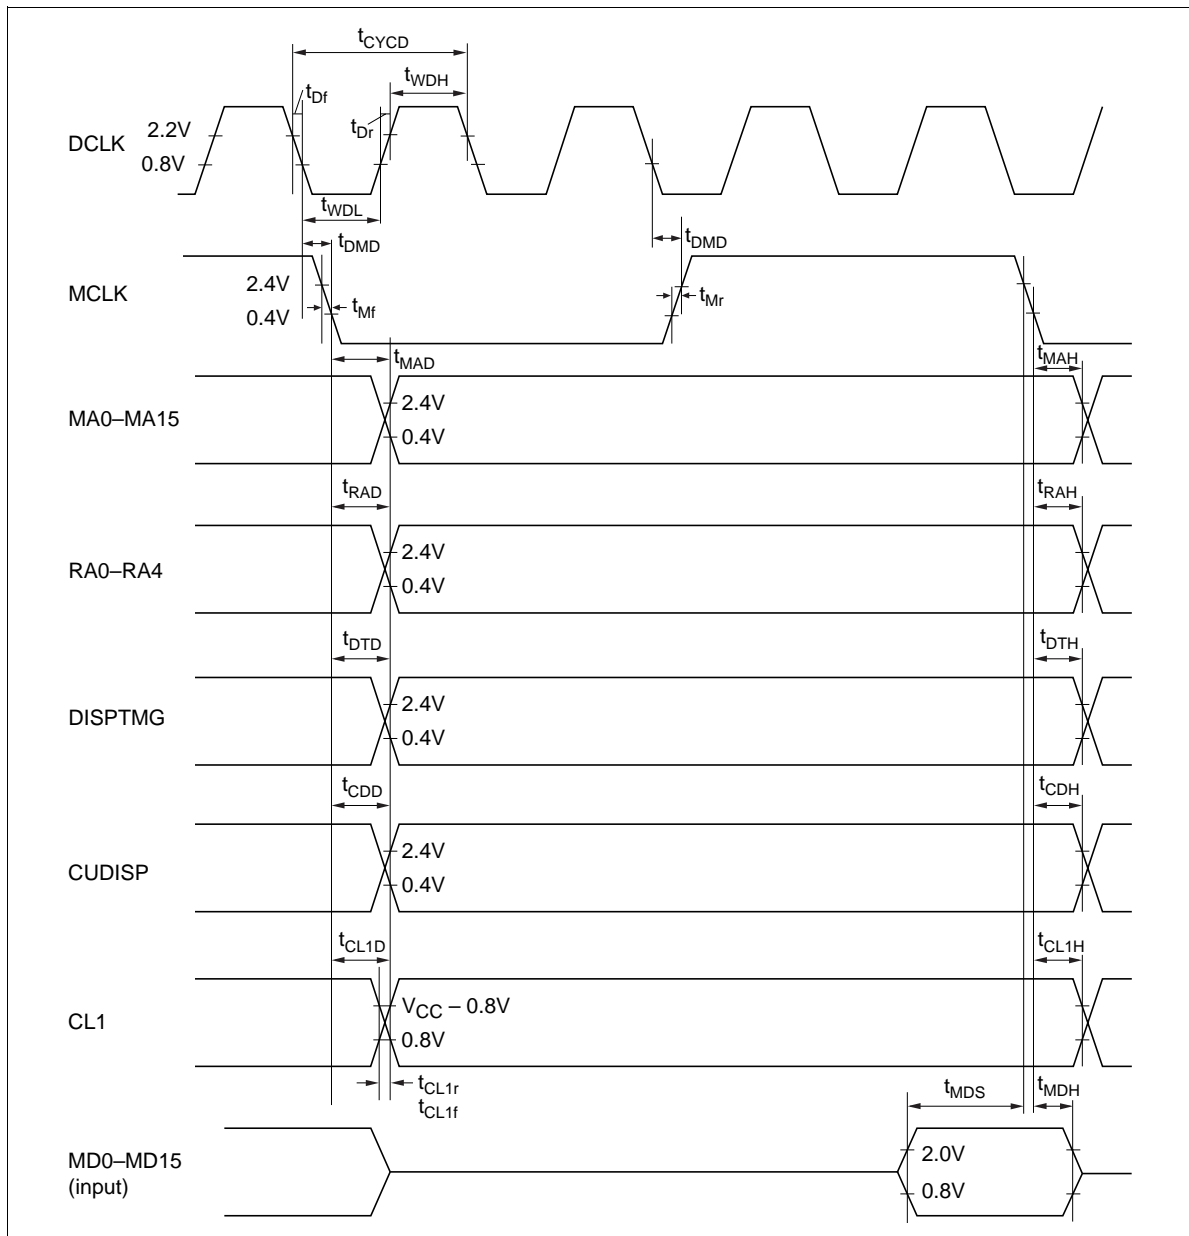 tCYCD
tWDH
tDf
tDr
DCLK
2.2V
0.8V
tWDL
tDMD
tDMD
MCLK
2.4V
0.4V
tMf
tMr
tMAD
tMAH
MA0–MA15
2.4V
0.4V
tRAD
tRAH
RA0–RA4
2.4V
0.4V
tDTD
tDTH
DISPTMG
2.4V
0.4V
tCDD
tCDH
CUDISP
2.4V
0.4V
tCL1D
tCL1H
CL1
VCC – 0.8V
0.8V
tCL1r
tCL1f
tMDS
tMDH
MD0–MD15
(input)
2.0V
0.8V